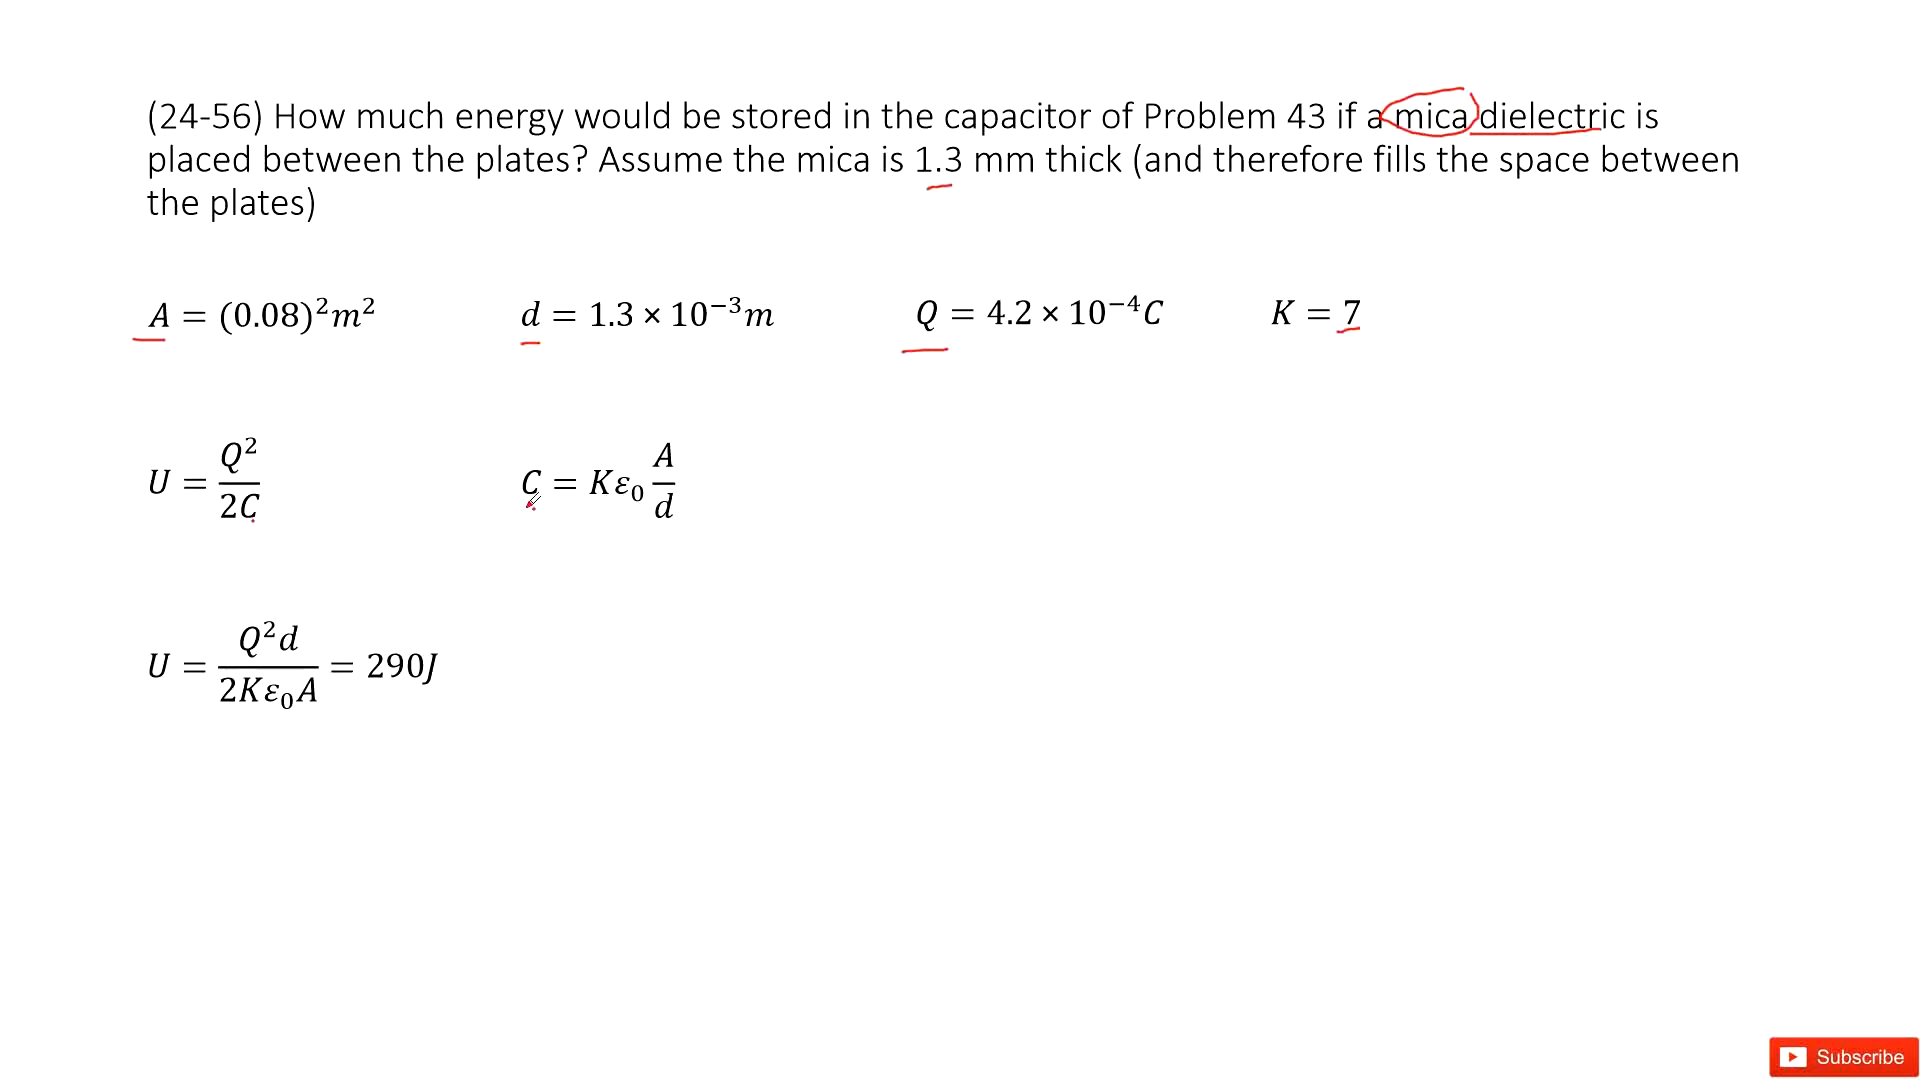 (24-56) How much energy would be stored in the capacitor of Problem 43 if a mica dielectric is
placed between the plates? Assume the mica is 1.3 mm thick (and therefore fills the space between
the plates)
A = (0.08)²m² d = 1.3 × 10⁻³m Q = 4.2 × 10⁻⁴C K = 7
U = Q²/2C C = Kε₀ A/d
U = Q²d/2Kε₀A = 290J
Subscribe